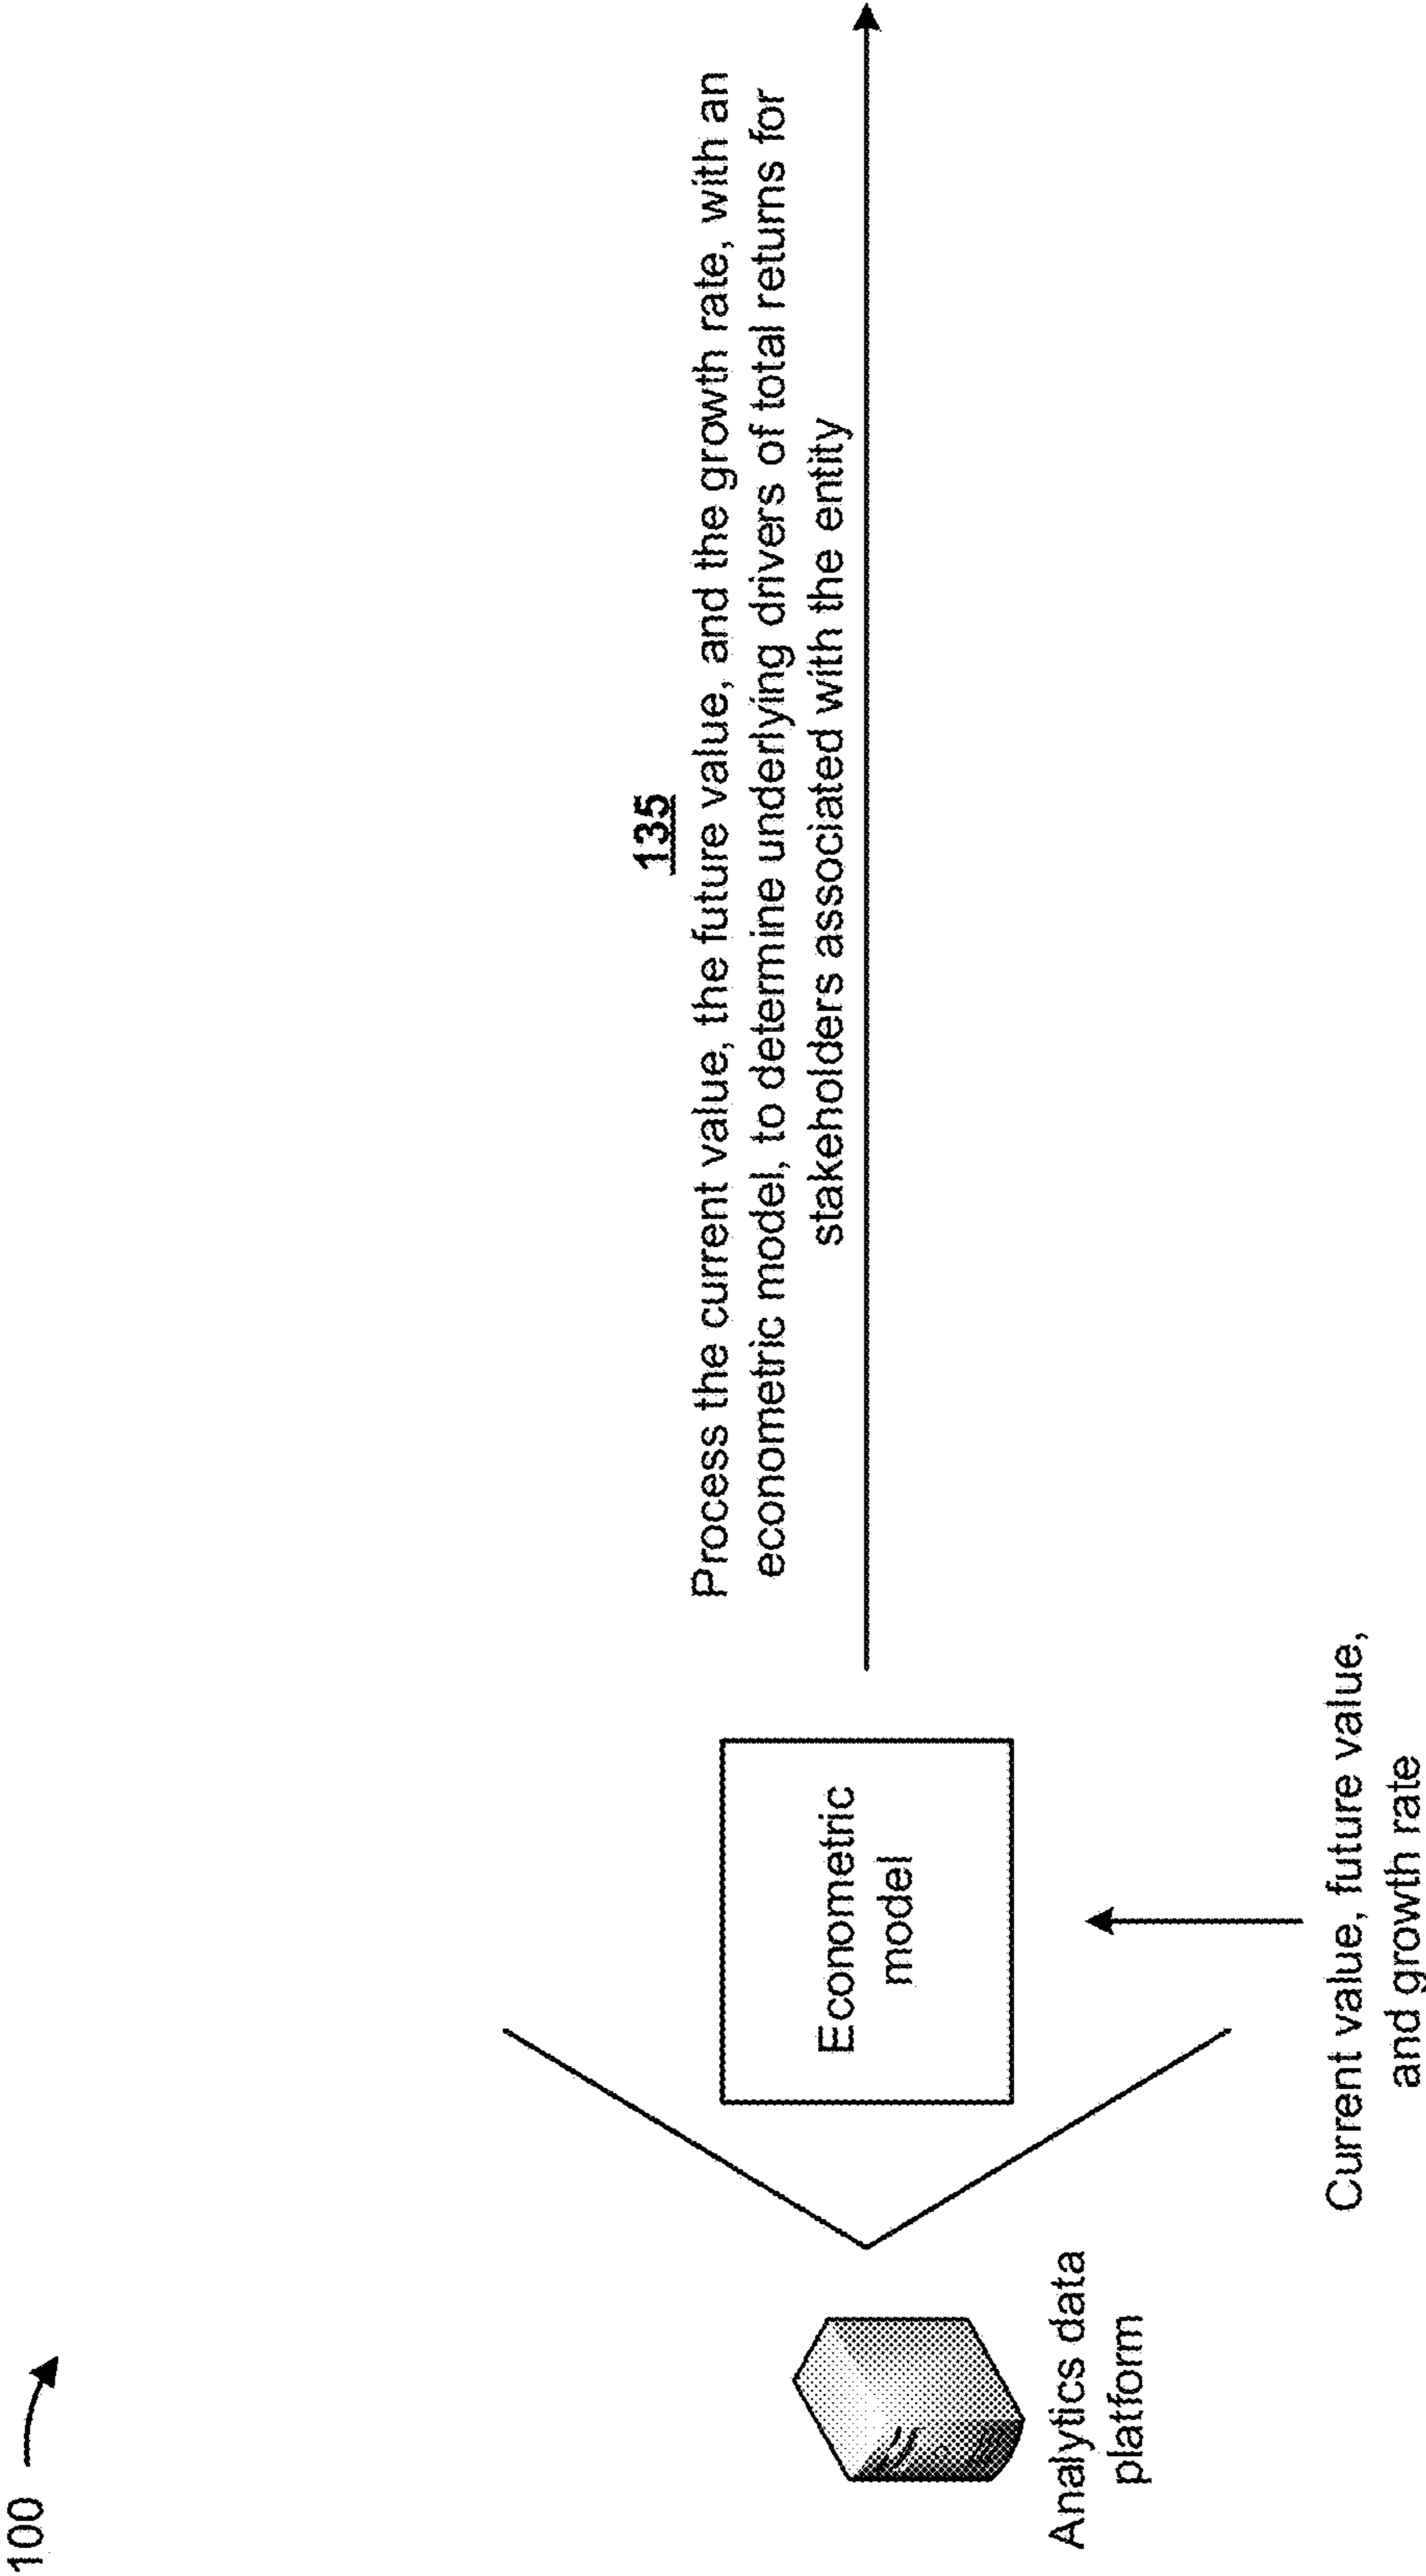 100
135
Process the current value, the future value, and the growth rate, with an
econometric model, to determine underlying drivers of total returns for
stakeholders associated with the entity
Econometric
model
Analytics data
platform
Current value, future value,
and growth rate